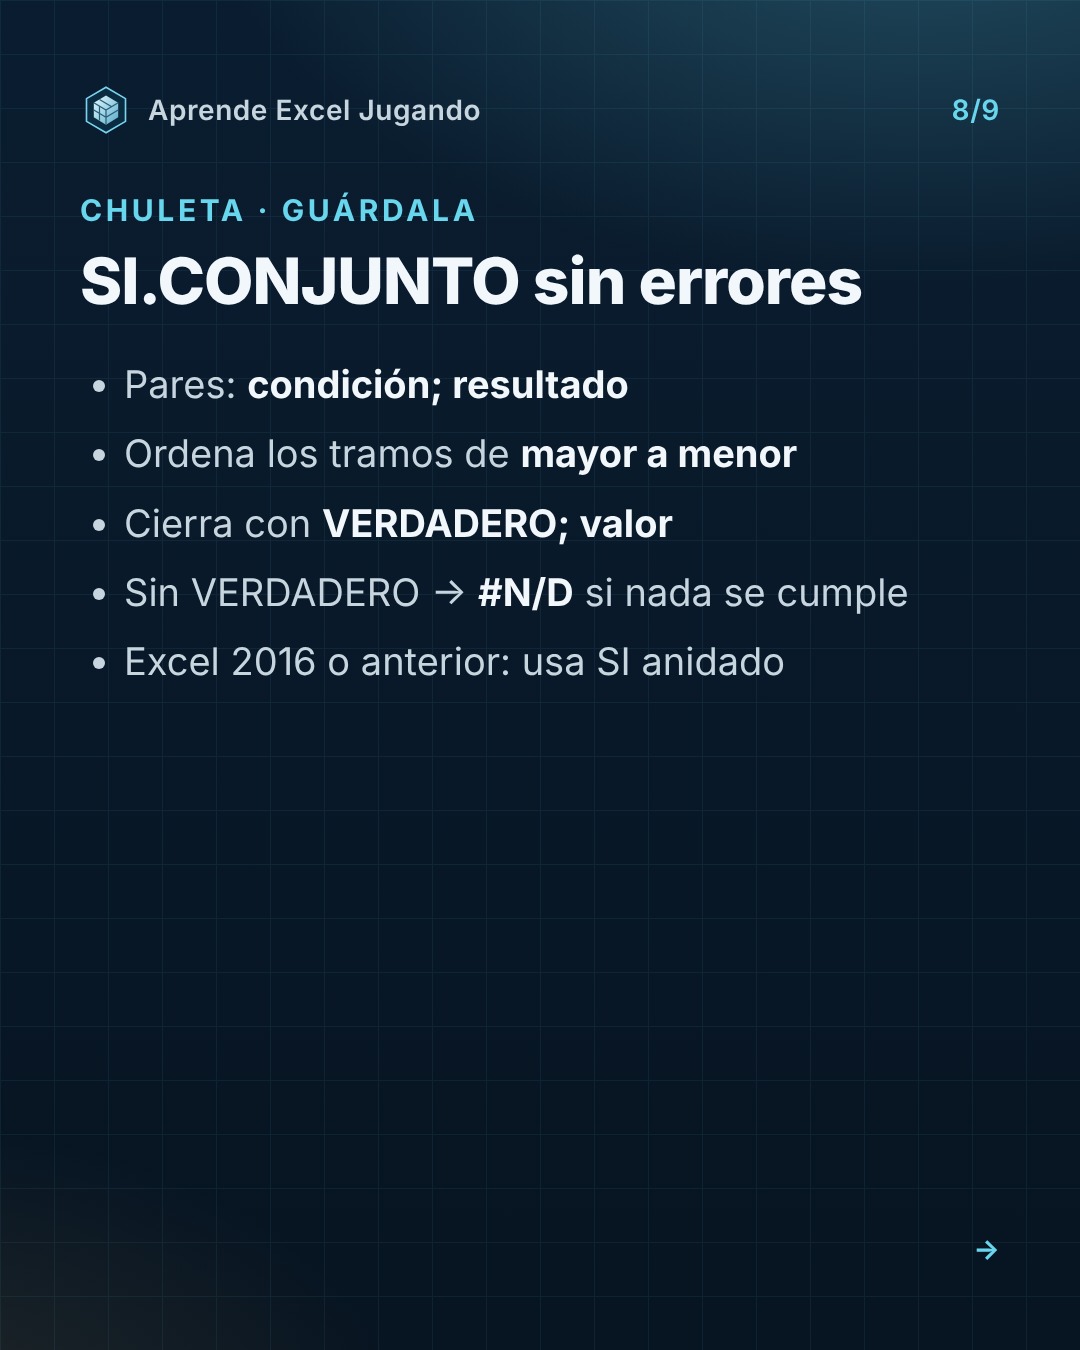 Aprende Excel Jugando
8/9
CHULETA · GUÁRDALA
SI.CONJUNTO sin errores
• Pares: condición; resultado
• Ordena los tramos de mayor a menor
• Cierra con VERDADERO; valor
• Sin VERDADERO → #N/D si nada se cumple
• Excel 2016 o anterior: usa SI anidado
→